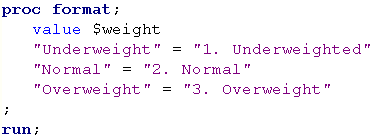 proc format;
value $weight
"Underweight" = "1. Underweighted"
"Normal" = "2. Normal"
"Overweight" = "3. Overweight"
;
run;